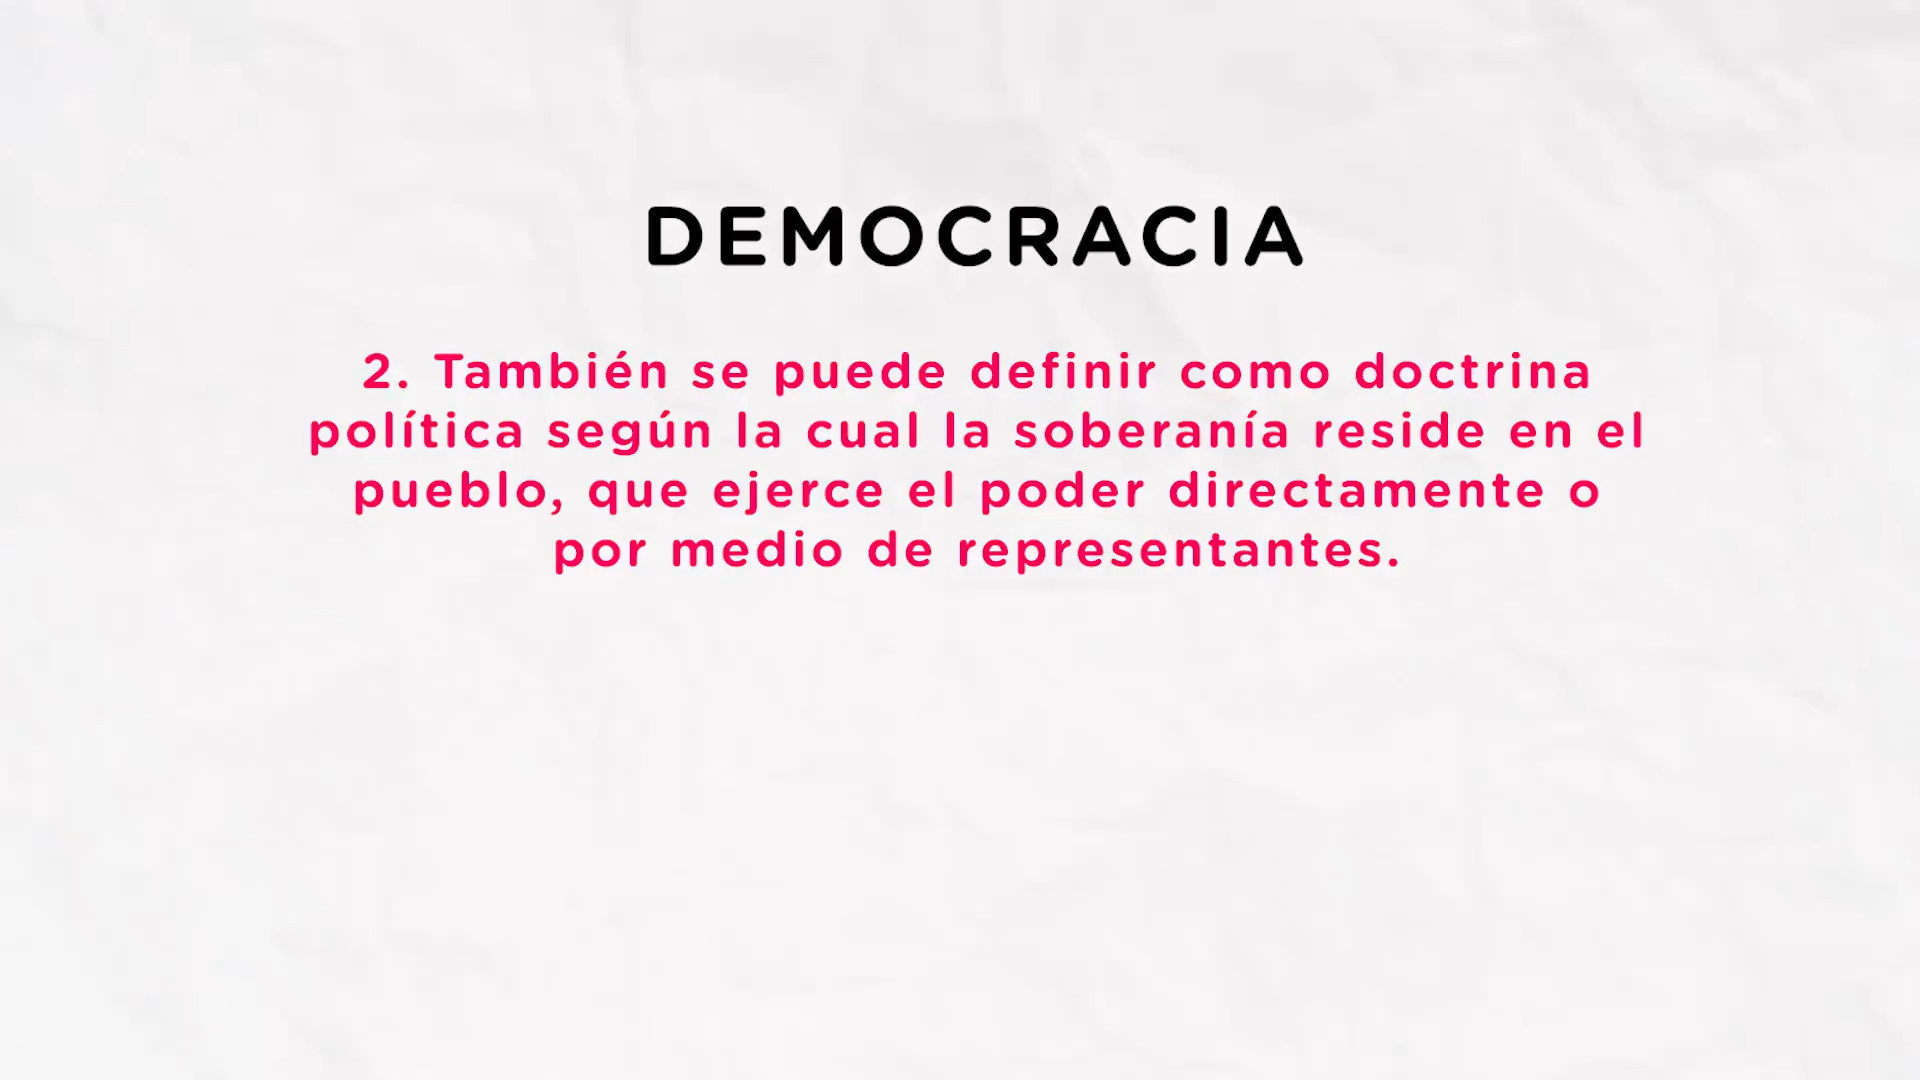 DEMOCRACIA
2. También se puede definir como doctrina
política según la cual la soberanía reside en el
pueblo, que ejerce el poder directamente o
por medio de representantes.